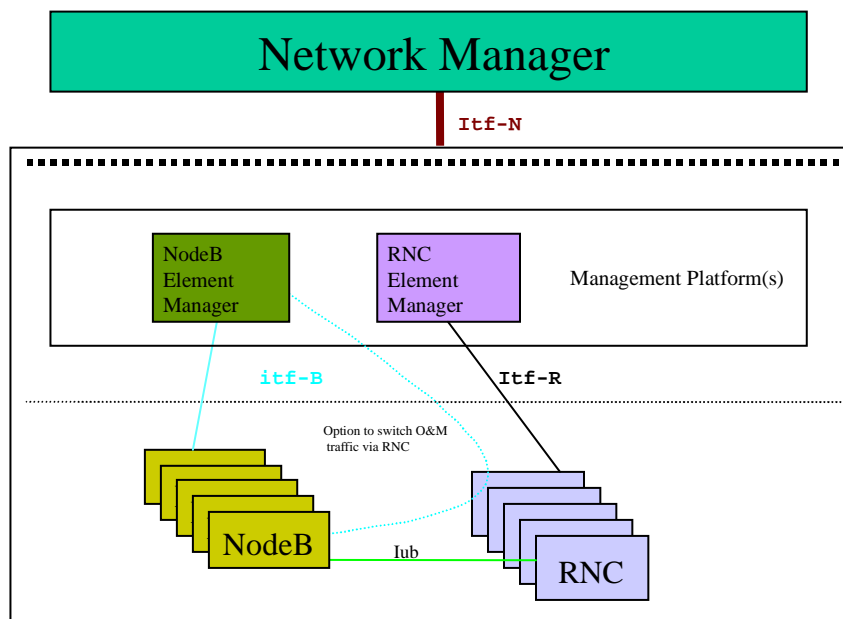 Network Manager
Itf-N
NodeB
Element
Manager
RNC
Element
Manager
Management Platform(s)
itf-B
Itf-R
Option to switch O&M
traffic via RNC
NodeB
Iub
RNC